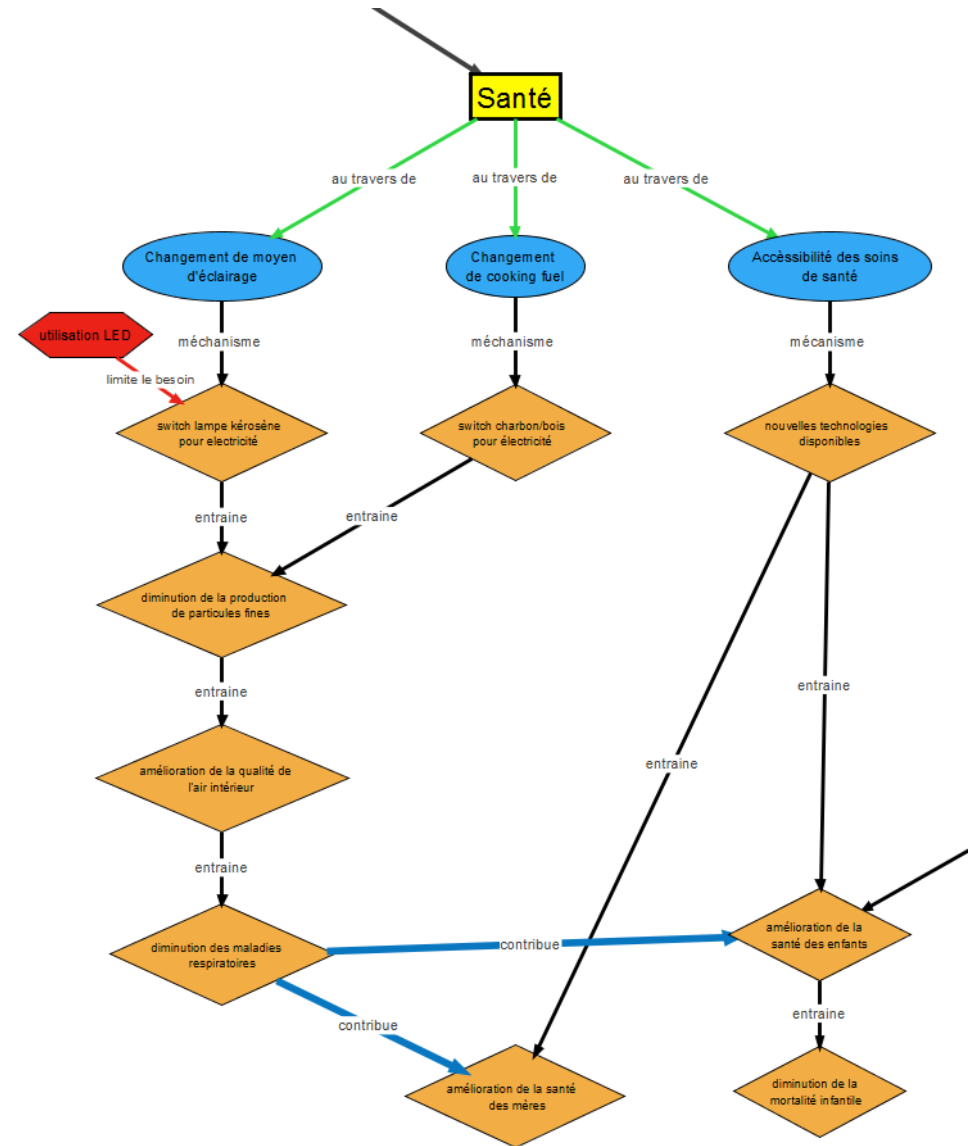 Santé
au travers de
au travers de
au travers de
Changement de moyen
d'éclairage
Changement
de cooking fuel
Accèssibilité des soins
de santé
utilisation LED
méchanisme
méchanisme
mécanisme
limite le besoin
switch lampe kérosène
pour electricité
switch charbon/bois
pour électricité
nouvelles technologies
disponibles
entraine
entraine
diminution de la production
de particules fines
entraine
entraine
amélioration de la qualité de
l'air intérieur
entraine
entraine
diminution des maladies
respiratoires
contribue
amélioration de la
santé des enfants
contribue
entraine
amélioration de la santé
des mères
diminution de la
mortalité infantile